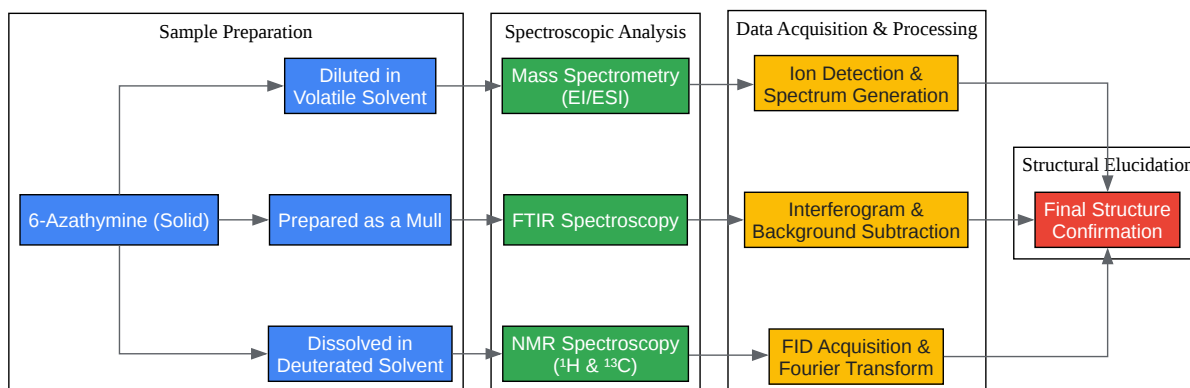 Sample Preparation
Spectroscopic Analysis
Data Acquisition & Processing
Diluted in
Volatile Solvent
Mass Spectrometry
(EI/ESI)
Ion Detection &
Spectrum Generation
Structural Elucidation
6-Azathymine (Solid)
Prepared as a Mull
FTIR Spectroscopy
Interferogram &
Background Subtraction
Final Structure
Confirmation
Dissolved in
Deuterated Solvent
NMR Spectroscopy
(¹H & ¹³C)
FID Acquisition &
Fourier Transform